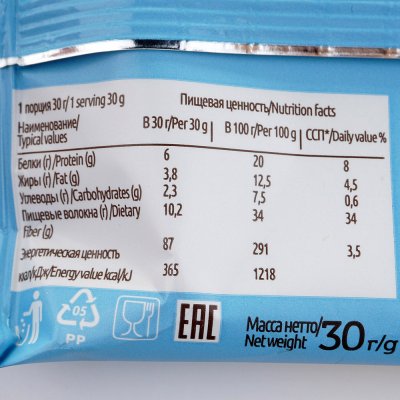 Пищевая ценность/Nutrition facts
1 порция 30 г/1 serving 30 g
Наименование/
Typical values
В 30 г/Per 30 g
В 100 г/Per 100 g
ССП*/Daily value %
Белки (г)/Protein (g) 6 20 8
Жиры (г)/Fat (g) 3,8 12,5 4,5
Углеводы (г)/Carbohydrates (g) 2,3 7,5 0,6
Пищевые волокна (г)/Dietary 10,2 34 34
Fiber (g)
Энергетическая ценность 87 291 3,5
ккал/кДж/Energy value kcal/kJ 365 1218
05
PP
EAC
Масса нетто/
Net weight
30 г/g